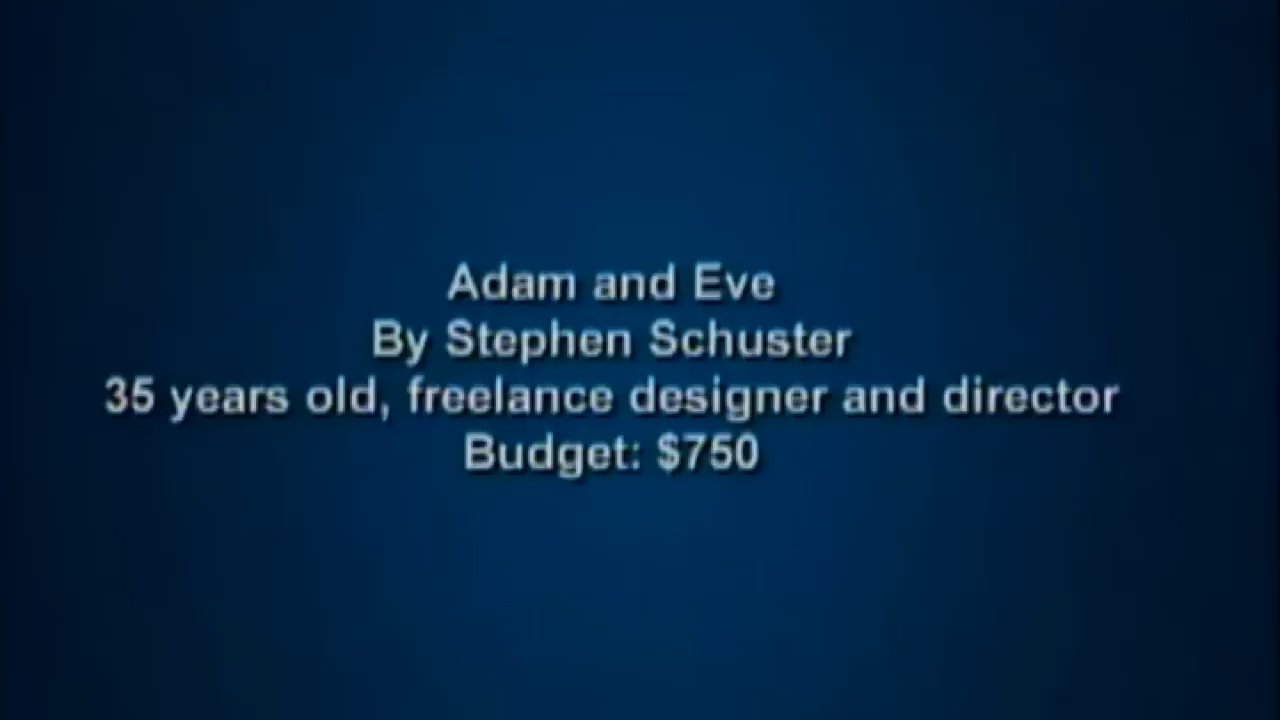 Adam and Eve
By Stephen Schuster
35 years old, freelance designer and director
Budget: $750